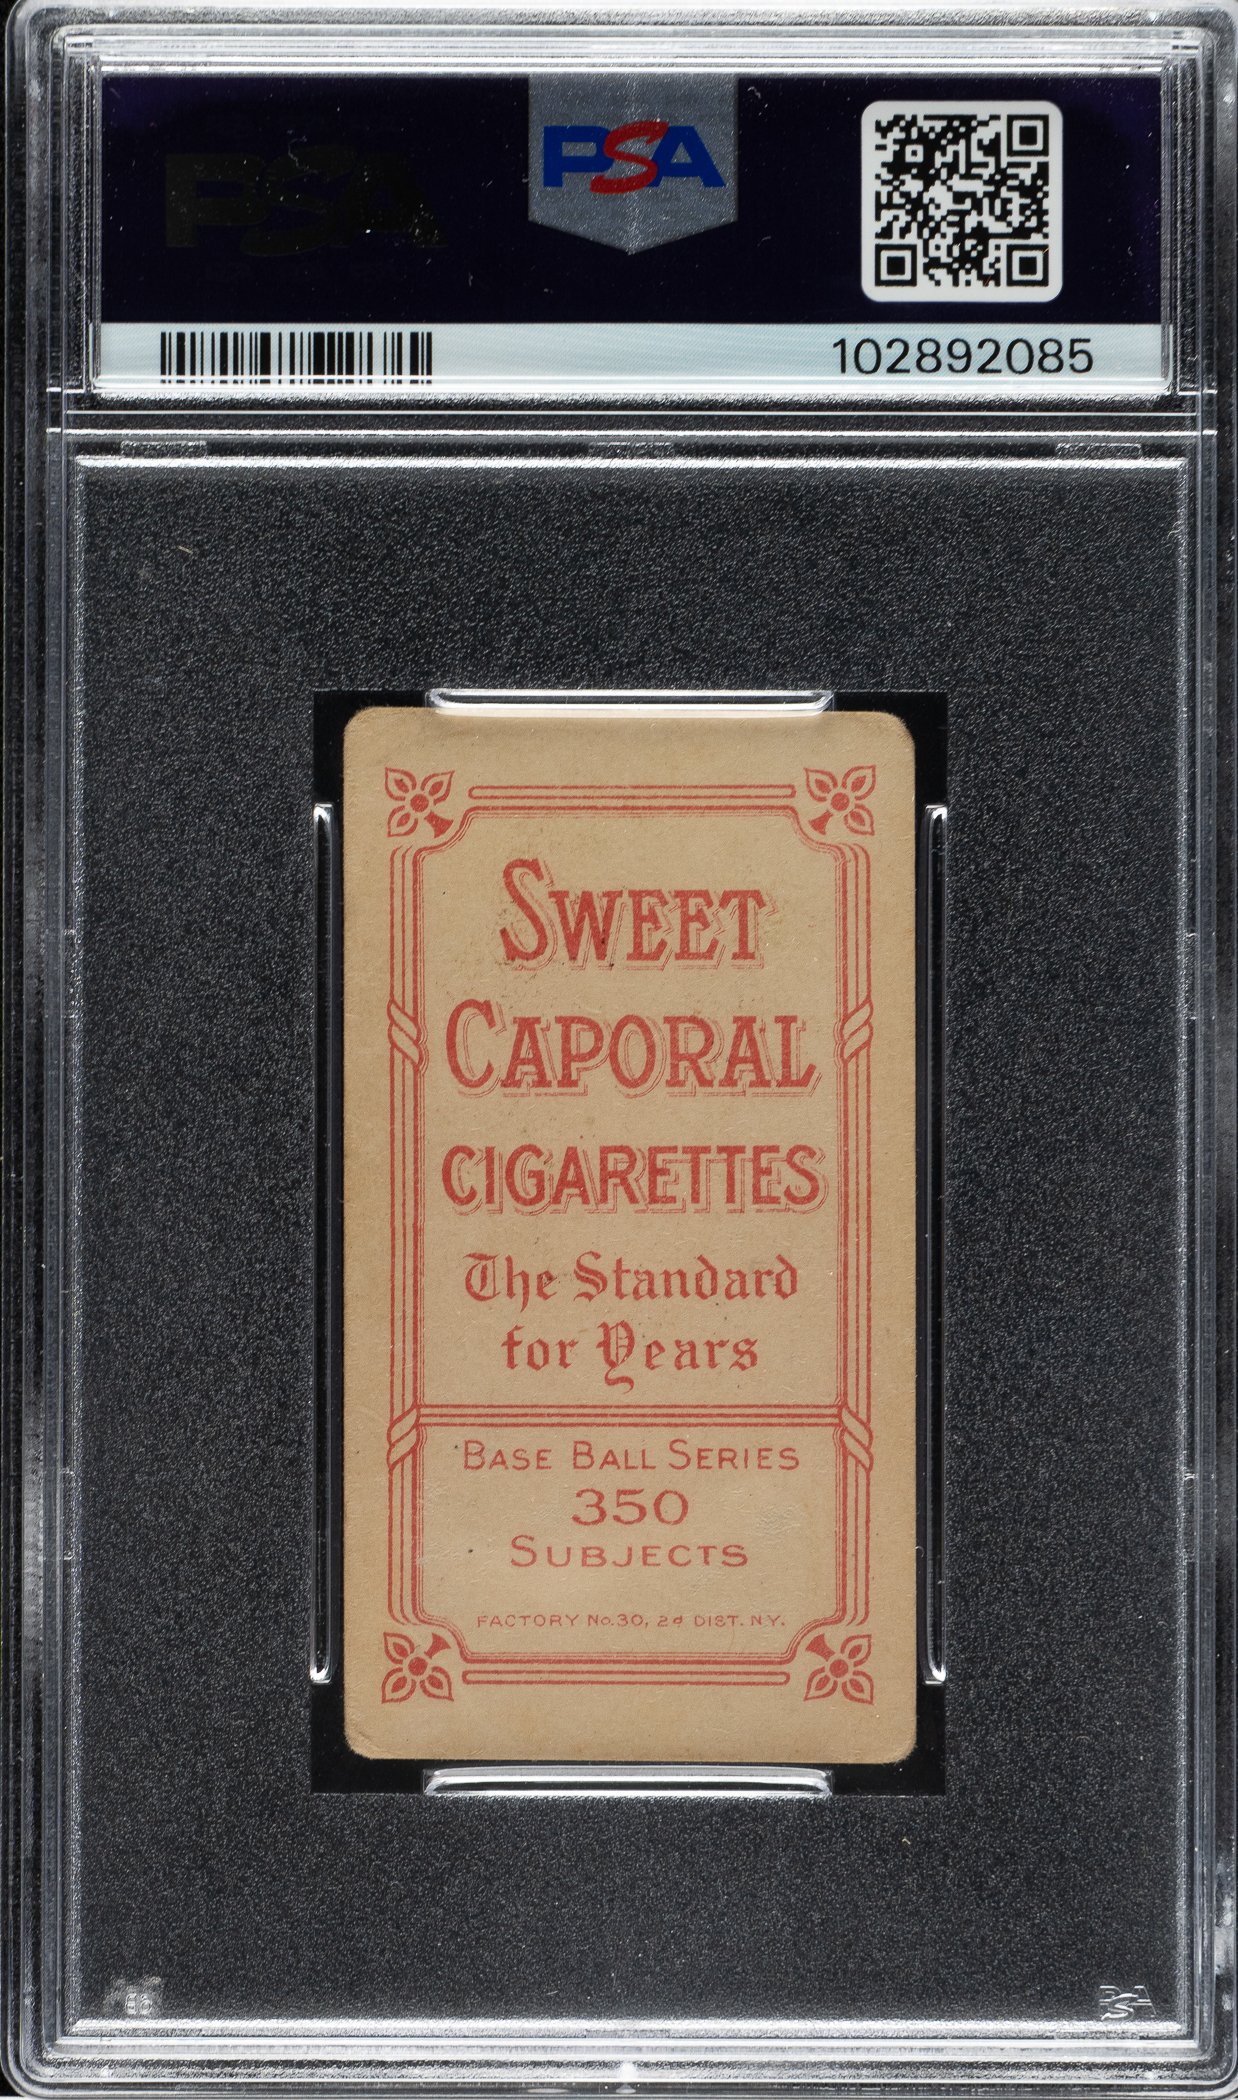 PSA
PSA
102892085
SWEET
CAPORAL
CIGARETTES
The Standard
for Years
BASE BALL SERIES
350
SUBJECTS
FACTORY No.30, 2d DIST. N.Y.
PSA